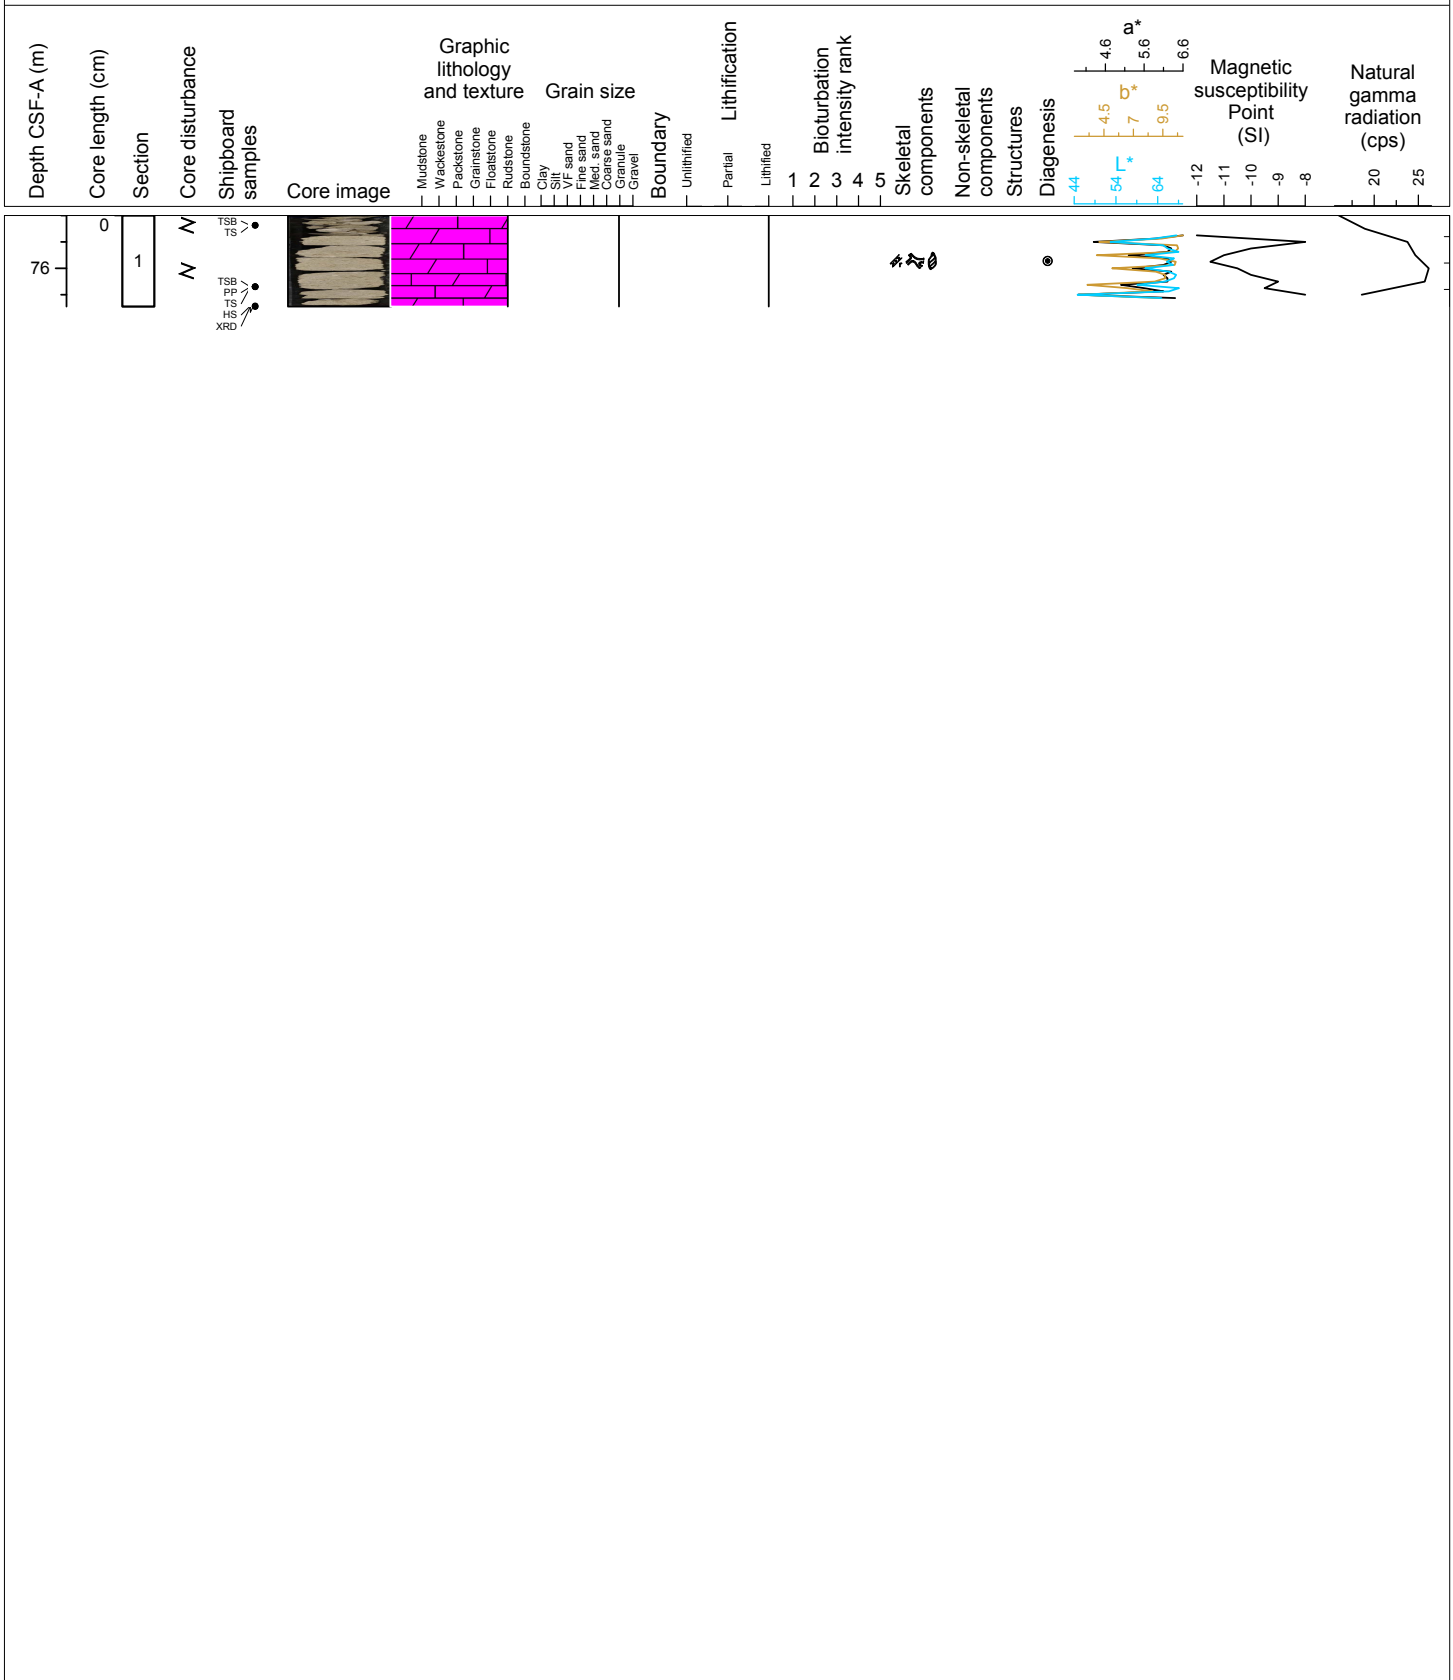 Depth CSF-A (m)
Core length (cm)
Section
Core disturbance
Shipboard
samples
Core image
Graphic
lithology
and texture
Mudstone
Wackestone
Packstone
Grainstone
Floatstone
Rudstone
Boundstone
Grain size
Clay
Silt
VF sand
Fine sand
Med. sand
Coarse sand
Granule
Gravel
Boundary
Lithification
Unlithified
Partial
Lithified
Bioturbation
intensity rank
1 2 3 4 5
Skeletal
components
Non-skeletal
components
Structures
Diagenesis
a*
4.6 5.6 6.6
b*
4.5 7 9.5
L*
44 54 64
Magnetic
susceptibility
Point
(SI)
-12 -11 -10 -9 -8
Natural
gamma
radiation
(cps)
20 25
0
76
1
TSB
TS
TSB
PP
TS
HS
XRD